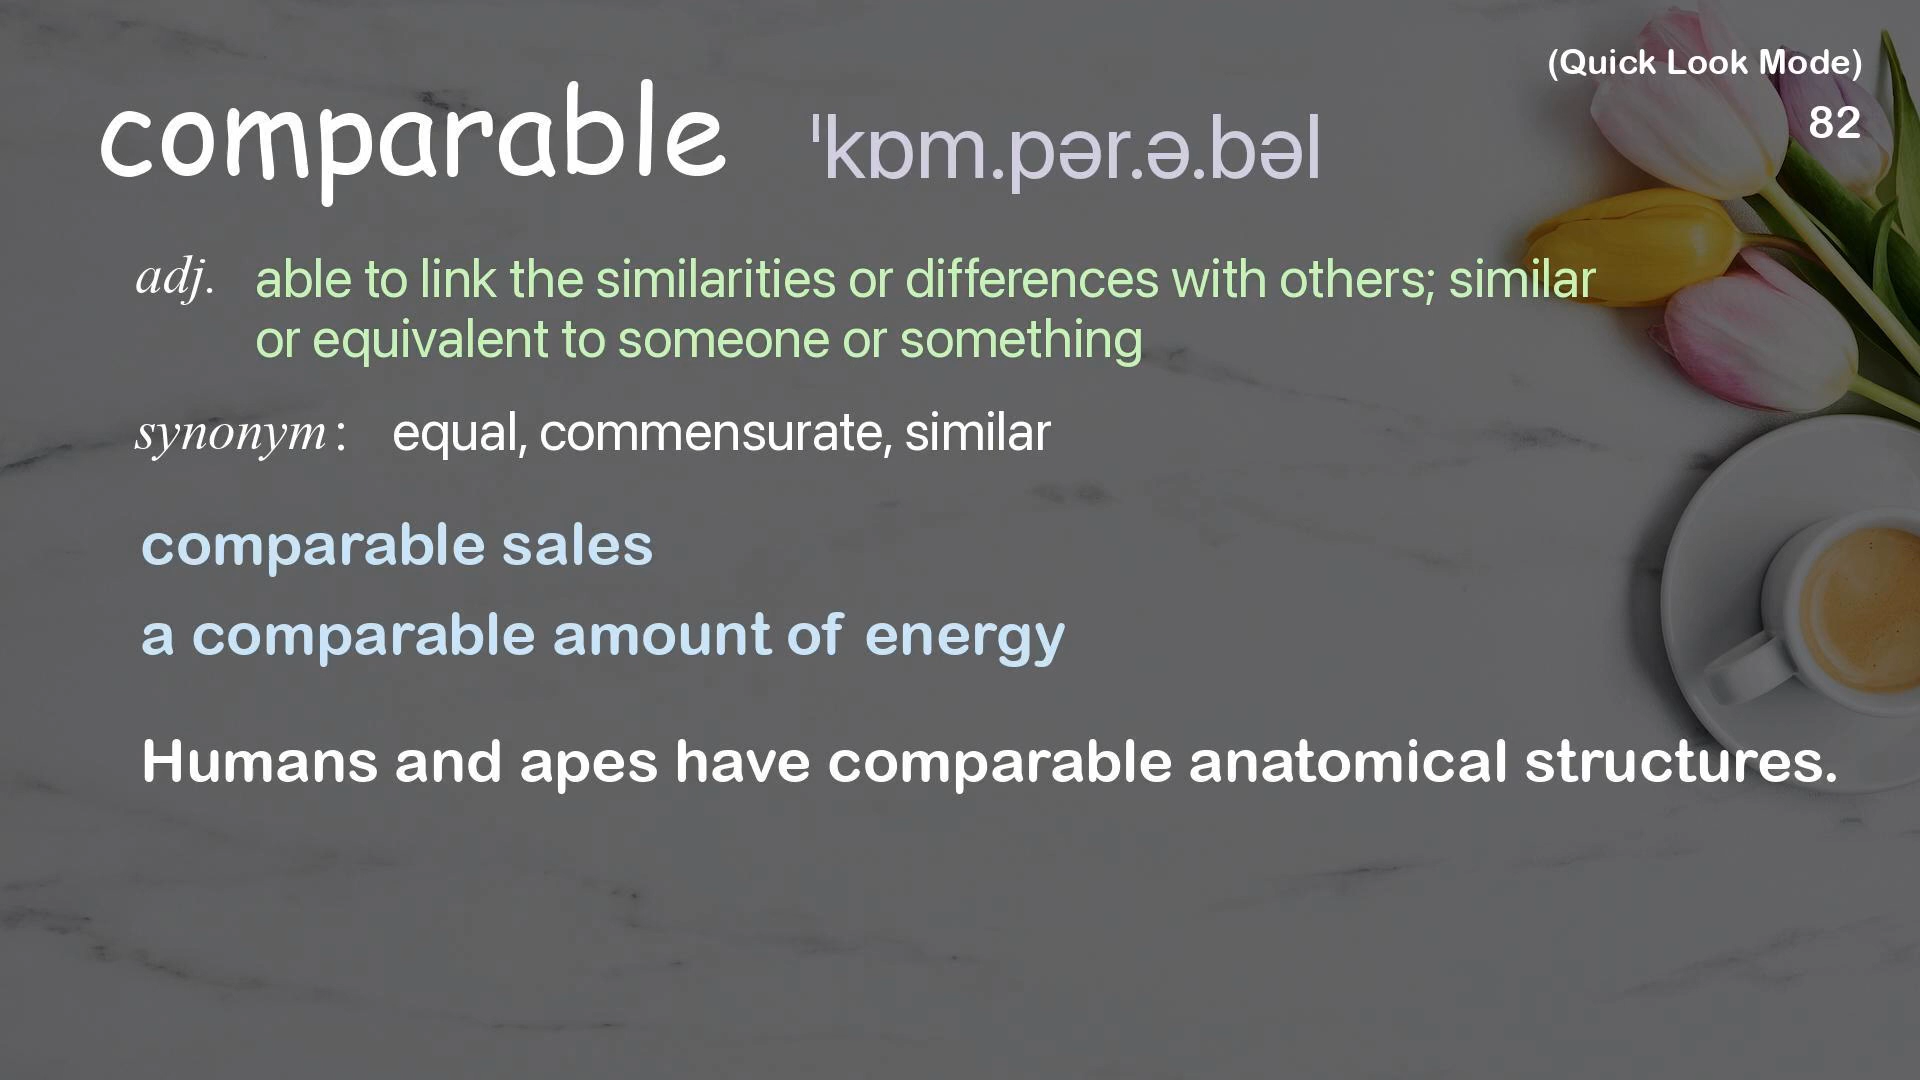 (Quick Look Mode)
82
comparable ˈkɒm.pər.ə.bəl
adj. able to link the similarities or differences with others; similar
or equivalent to someone or something
synonym: equal, commensurate, similar
comparable sales
a comparable amount of energy
Humans and apes have comparable anatomical structures.